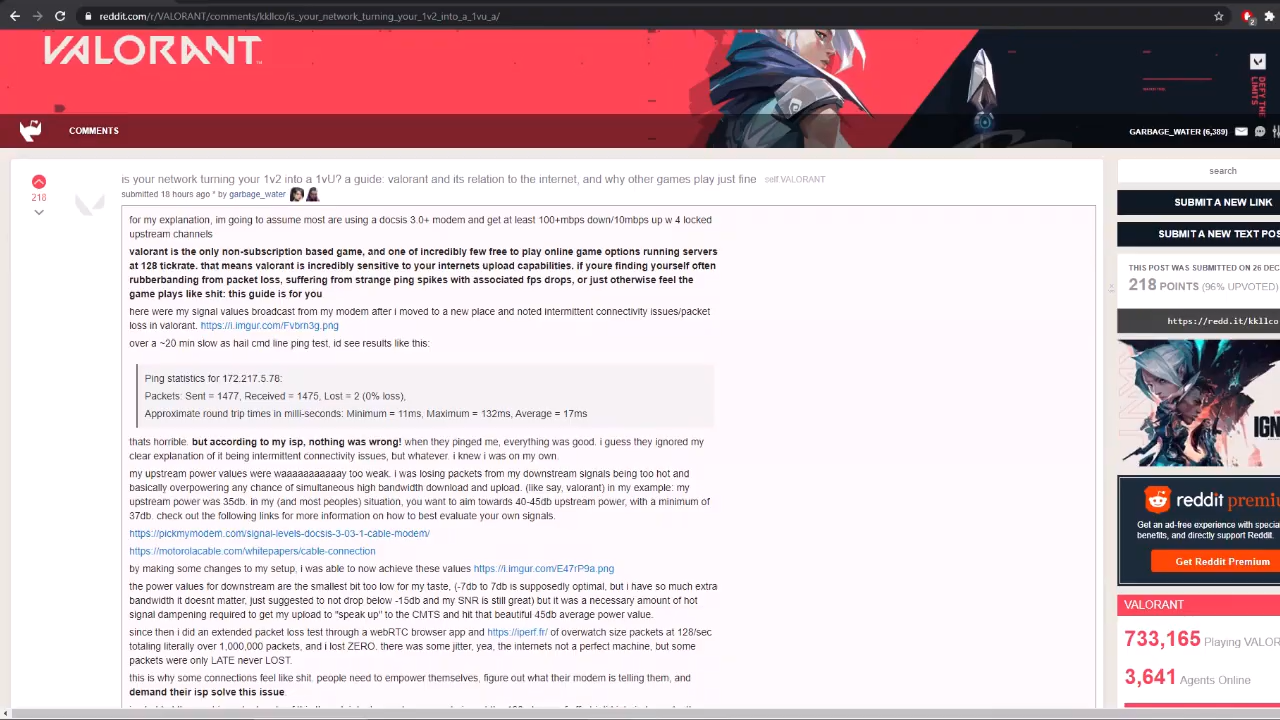 reddit.com/r/VALORANT/comments/kkllco/is_your_network_turning_your_1v2_into_a_1vu_a/
2
VALORANT
DEFY THE
LIMITS
COMMENTS
GARBAGE_WATER (6,389)
218
is your network turning your 1v2 into a 1vU? a guide: valorant and its relation to the internet, and why other games play just fine self.VALORANT
submitted 18 hours ago * by garbage_water
for my explanation, im going to assume most are using a docsis 3.0+ modem and get at least 100+mbps down/10mbps up w 4 locked
upstream channels
valorant is the only non-subscription based game, and one of incredibly few free to play online game options running servers
at 128 tickrate. that means valorant is incredibly sensitive to your internets upload capabilities. if youre finding yourself often
rubberbanding from packet loss, suffering from strange ping spikes with associated fps drops, or just otherwise feel the
game plays like shit: this guide is for you
here were my signal values broadcast from my modem after i moved to a new place and noted intermittent connectivity issues/packet
loss in valorant. https://i.imgur.com/Fvbrn3g.png
over a ~20 min slow as hail cmd line ping test, id see results like this:
Ping statistics for 172.217.5.78:
Packets: Sent = 1477, Received = 1475, Lost = 2 (0% loss),
Approximate round trip times in milli-seconds: Minimum = 11ms, Maximum = 132ms, Average = 17ms
thats horrible. but according to my isp, nothing was wrong! when they pinged me, everything was good. i guess they ignored my
clear explanation of it being intermittent connectivity issues, but whatever. i knew i was on my own.
my upstream power values were waaaaaaaaaay too weak. i was losing packets from my downstream signals being too hot and
basically overpowering any chance of simultaneous high bandwidth download and upload. (like say, valorant) in my example: my
upstream power was 35db. in my (and most peoples) situation, you want to aim towards 40-45db upstream power, with a minimum of
37db. check out the following links for more information on how to best evaluate your own signals.
https://pickmymodem.com/signal-levels-docsis-3-03-1-cable-modem/
https://motorolacable.com/whitepapers/cable-connection
by making some changes to my setup, i was able to now achieve these values https://i.imgur.com/E47rP9a.png
the power values for downstream are the smallest bit too low for my taste, (-7db to 7db is supposedly optimal, but i have so much extra
bandwidth it doesnt matter, just suggested to not drop below -15db and my SNR is still great) but it was a necessary amount of hot
signal dampening required to get my upload to "speak up" to the CMTS and hit that beautiful 45db average power value.
since then i did an extended packet loss test through a webRTC browser app and https://iperf.fr/ of overwatch size packets at 128/sec
totaling literally over 1,000,000 packets, and i lost ZERO. there was some jitter, yea, the internets not a perfect machine, but some
packets were only LATE never LOST.
this is why some connections feel like shit. people need to empower themselves, figure out what their modem is telling them, and
demand their isp solve this issue
search
SUBMIT A NEW LINK
SUBMIT A NEW TEXT POS
THIS POST WAS SUBMITTED ON 26 DEC
218 POINTS (96% UPVOTED)
https://redd.it/kkllco
IGN
reddit premium
Get an ad-free experience with special
benefits, and directly support Reddit.
Get Reddit Premium
VALORANT
733,165 Playing VALOR
3,641 Agents Online